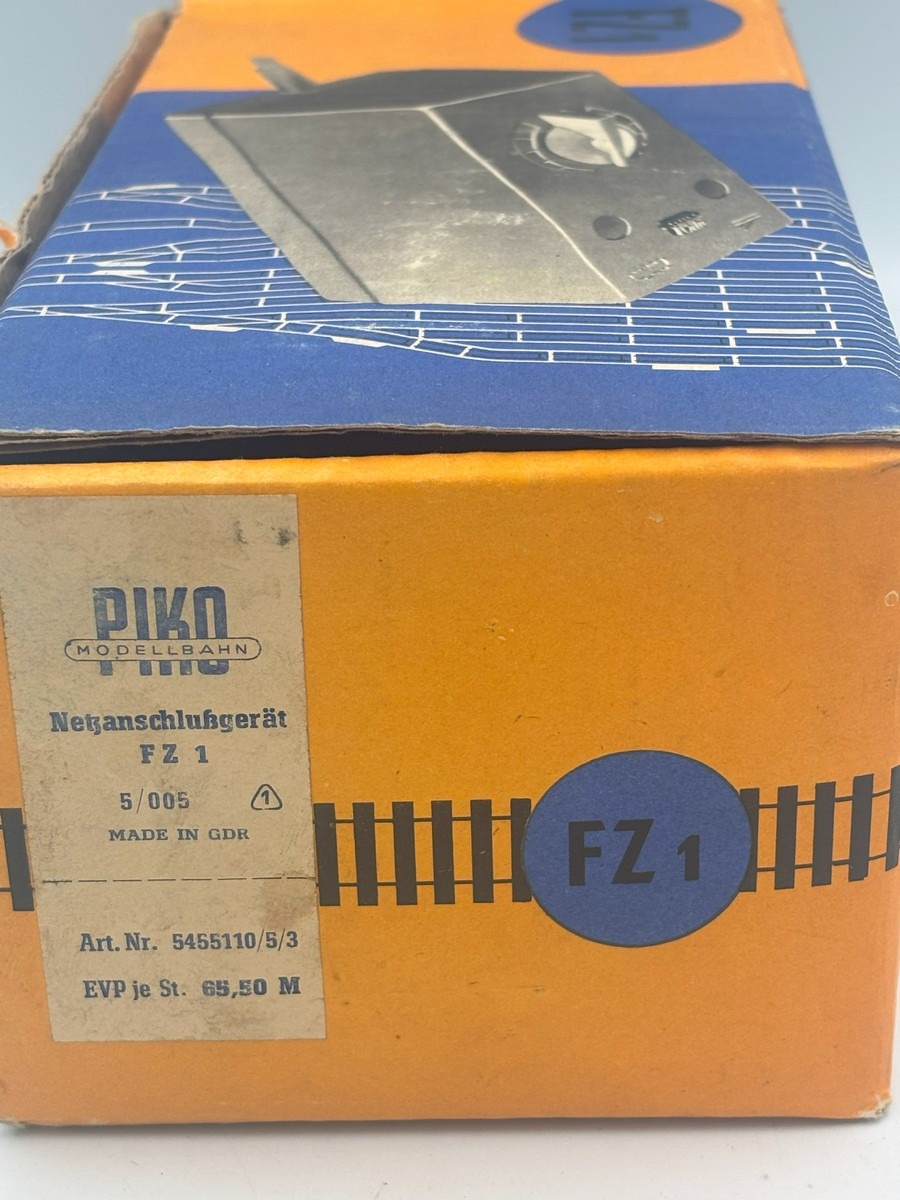 FZ1
PIKO
MODELLBAHN
Netzanschlußgerät
FZ 1
5/005 1
MADE IN GDR
FZ 1
Art. Nr. 5455110/5/3
EVP je St. 65,50 M